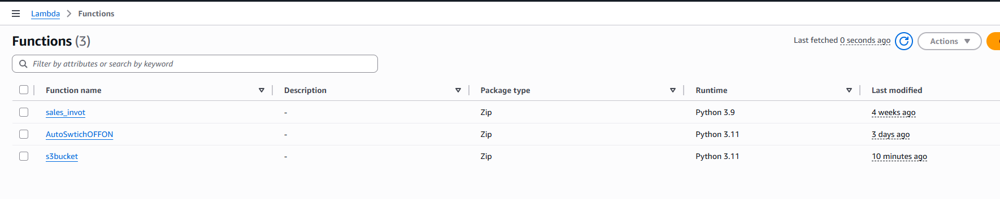 Lambda > Functions
Functions (3)
Last fetched 0 seconds ago Actions
Filter by attributes or search by keyword
Function name Description Package type Runtime Last modified
sales_invot - Zip Python 3.9 4 weeks ago
AutoSwtichOFFON - Zip Python 3.11 3 days ago
s3bucket - Zip Python 3.11 10 minutes ago